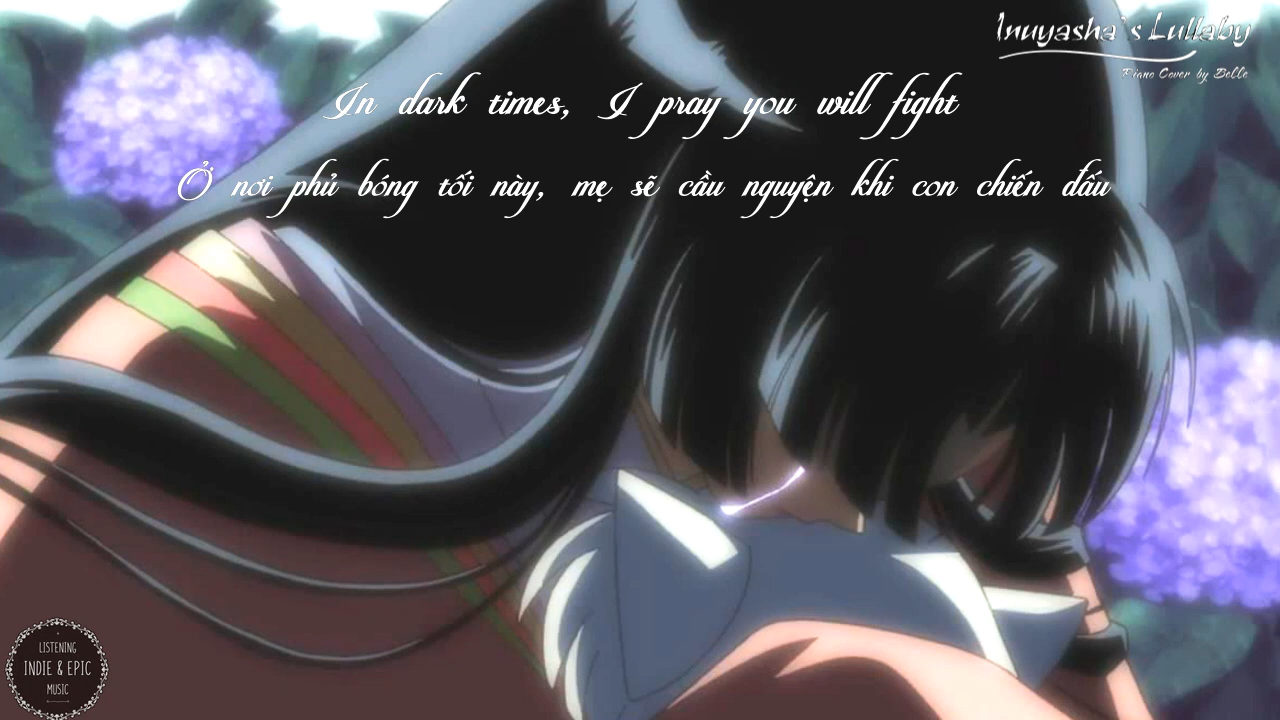 Inuyasha's Lullaby
Piano Cover by Delle
In dark times, I pray you will fight
Ở nơi phủ bóng tối này, mẹ sẽ cầu nguyện khi con chiến đấu
LISTENING
INDIE & EPIC
MUSIC